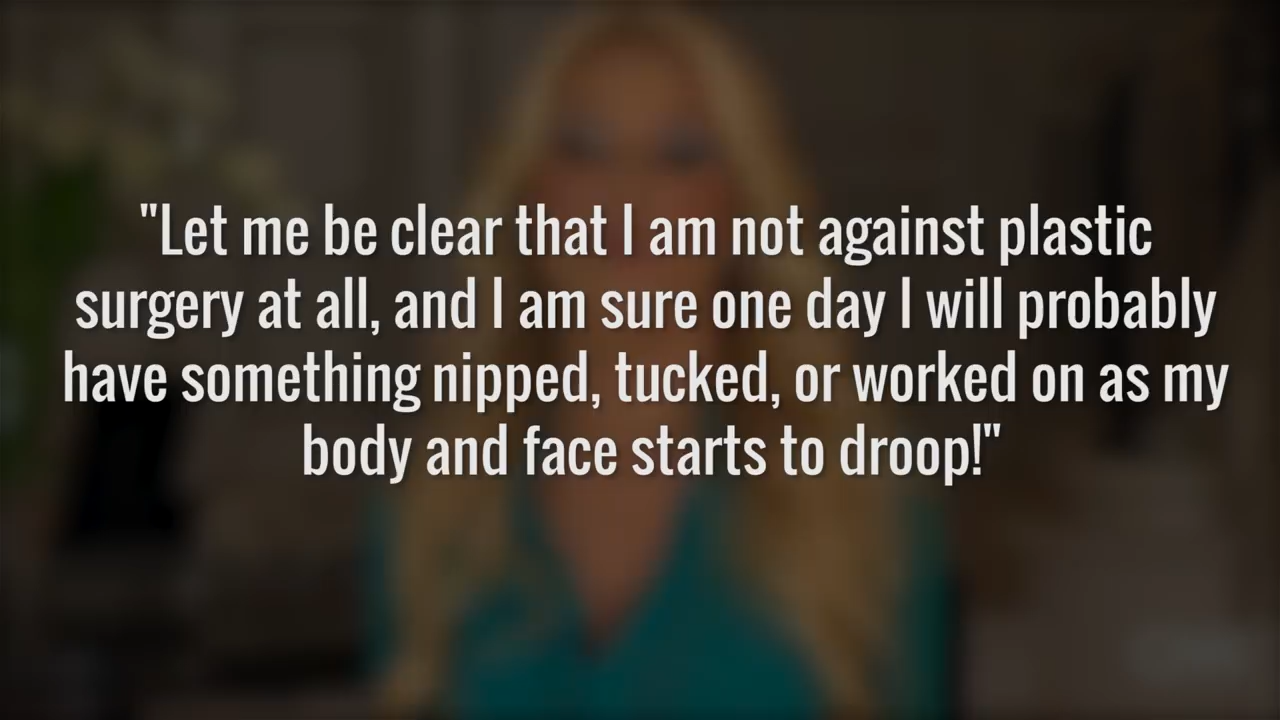 "Let me be clear that I am not against plastic
surgery at all, and I am sure one day I will probably
have something nipped, tucked, or worked on as my
body and face starts to droop!"